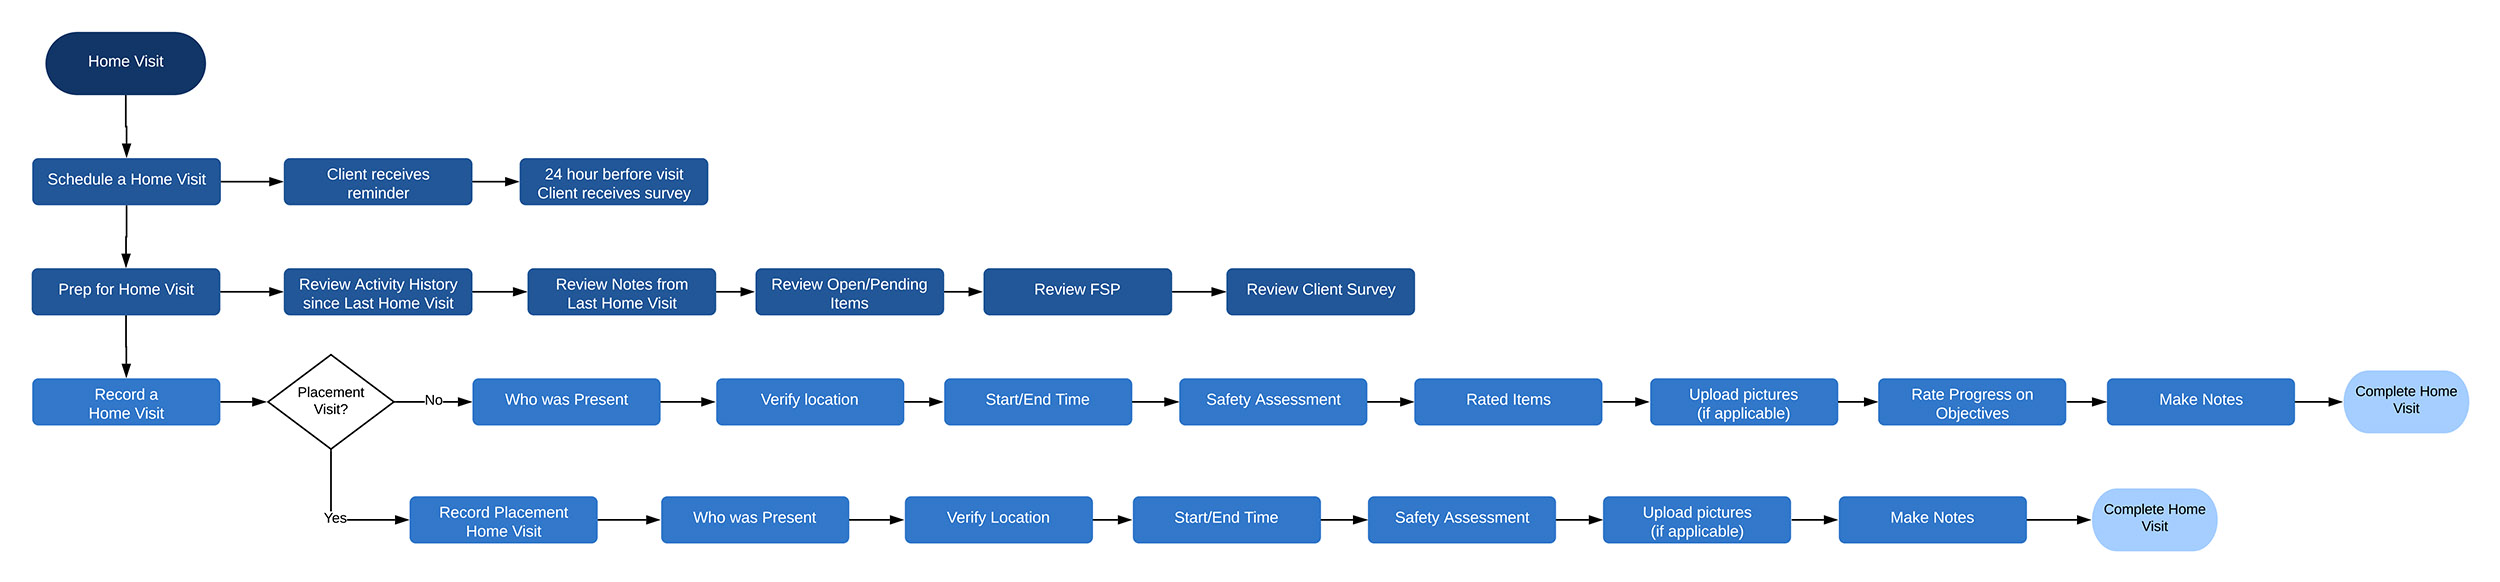 Home Visit
Schedule a Home Visit
Client receives
reminder
24 hour berfore visit
Client receives survey
Prep for Home Visit
Review Activity History
since Last Home Visit
Review Notes from
Last Home Visit
Review Open/Pending
Items
Review FSP
Review Client Survey
Record a
Home Visit
Placement
Visit?
No
Who was Present
Verify location
Start/End Time
Safety Assessment
Rated Items
Upload pictures
(if applicable)
Rate Progress on
Objectives
Make Notes
Complete Home
Visit
Yes
Record Placement
Home Visit
Who was Present
Verify Location
Start/End Time
Safety Assessment
Upload pictures
(if applicable)
Make Notes
Complete Home
Visit